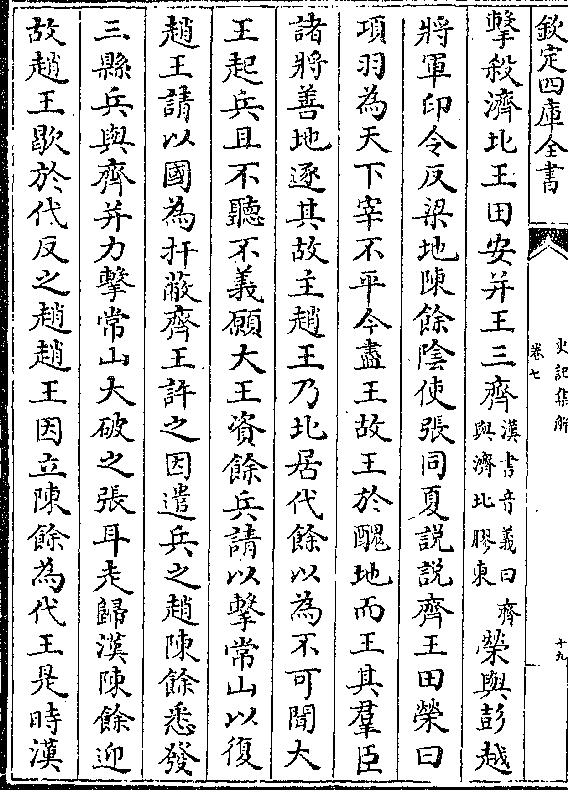 欽定四庫全書
史記集解
卷七
十九
擊殺濟北王田安并王三齊漢書音義曰齊與濟北膠東榮與彭越
將軍印令反梁地陳餘陰使張同夏說說齊王田榮曰
項羽為天下宰不平今盡王故王於醜地而王其羣臣
諸將善地逐其故主趙王乃北居代餘以為不可聞大
王起兵且不聽不義願大王資餘兵請以擊常山以復
趙王請以國為扞蔽齊王許之因遣兵之趙陳餘悉發
三縣兵與齊并力擊常山大破之張耳走歸漢陳餘迎
故趙王歇於代反之趙趙王因立陳餘為代王是時漢